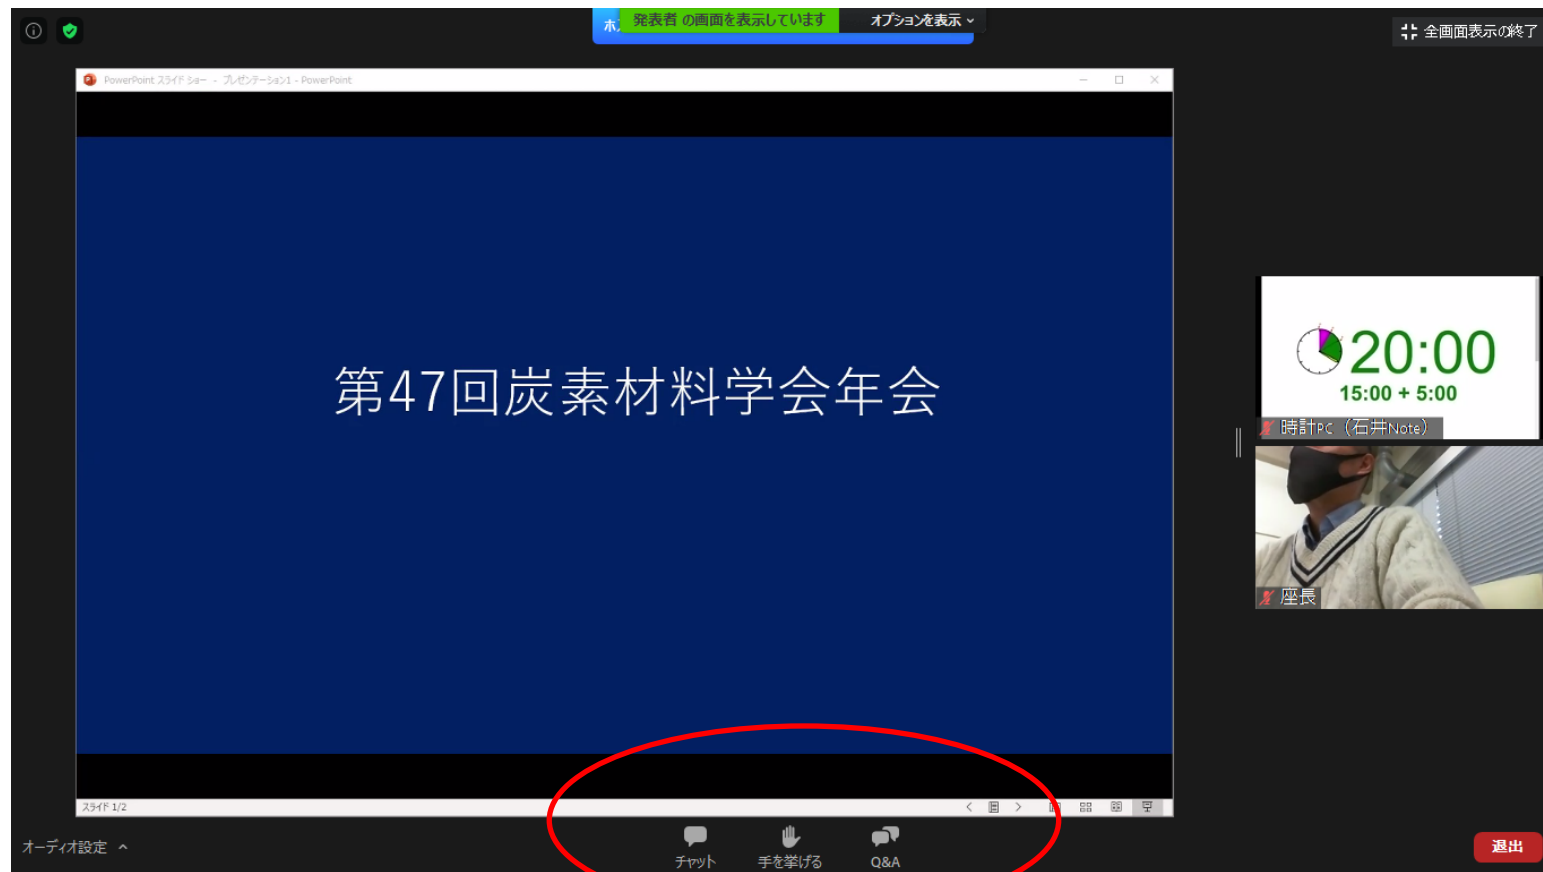 ホス
発表者 の画面を表示しています
オプションを表示
全画面表示の終了
PowerPoint スライド ショー - プレゼンテーション1 - PowerPoint
第47回炭素材料学会年会
20:00
15:00 + 5:00
時計PC（石井Note）
座長
スライド 1/2
オーディオ設定
チャット
手を挙げる
Q&A
退出